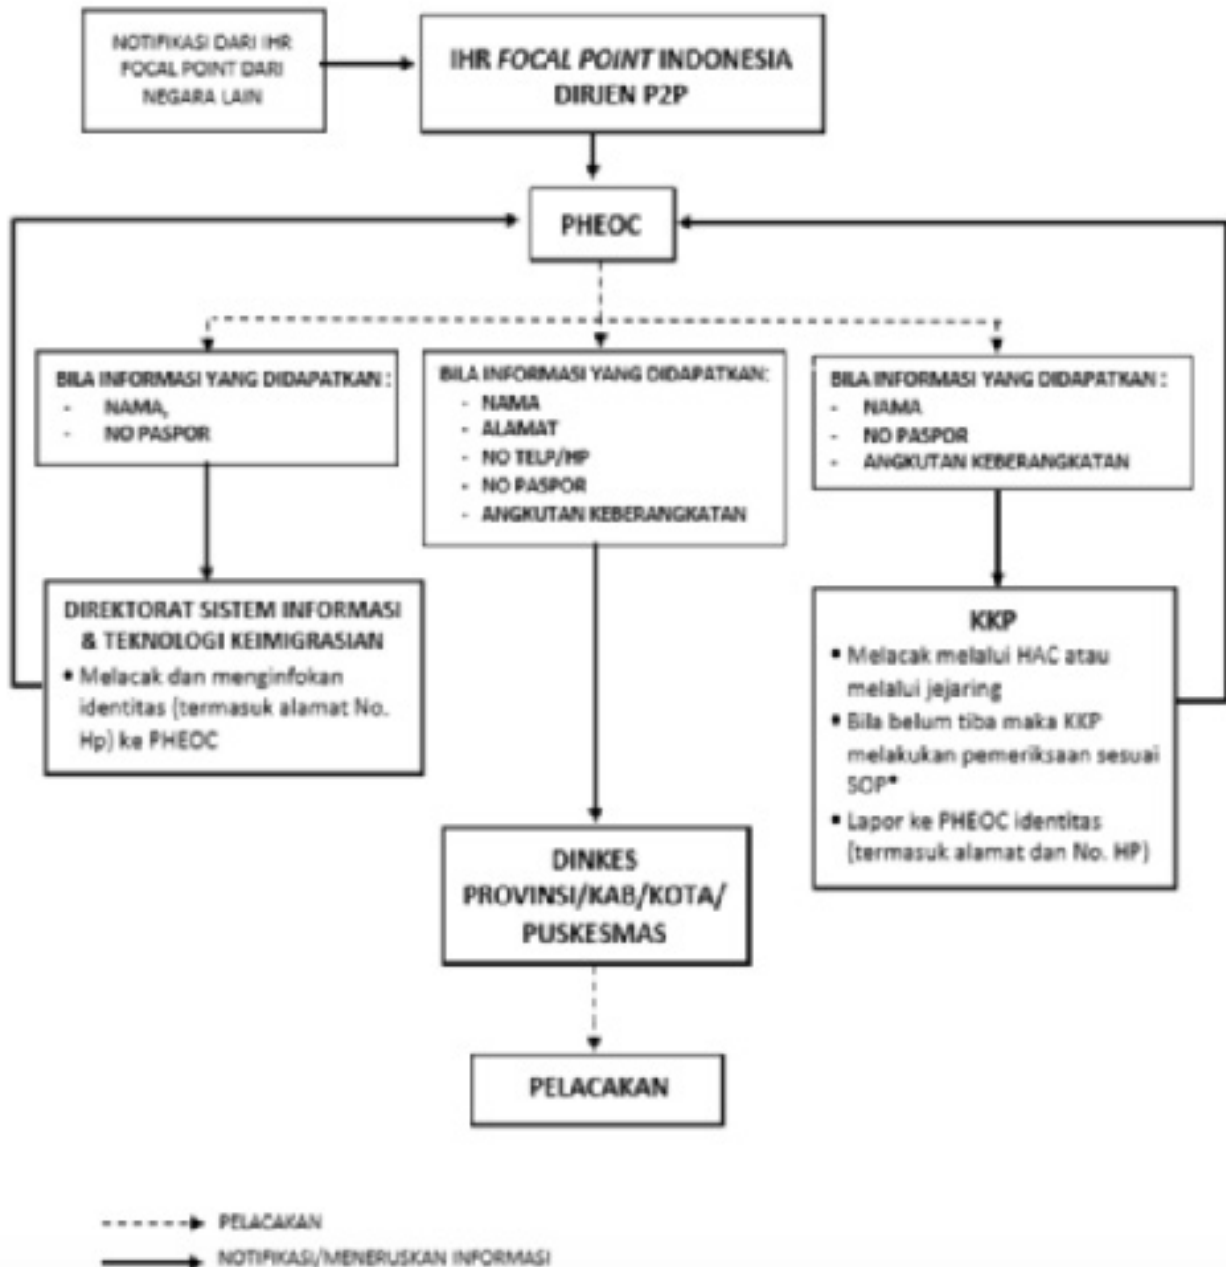 NOTIFIKASI DARI IHR
FOCAL POINT DARI
NEGARA LAIN
IHR FOCAL POINT INDONESIA
DIRJEN P2P
PHEOC
BILA INFORMASI YANG DIDAPATKAN :
- NAMA,
- NO PASPOR
BILA INFORMASI YANG DIDAPATKAN:
- NAMA
- ALAMAT
- NO TELP/HP
- NO PASPOR
- ANGKUTAN KEBERANGKATAN
BILA INFORMASI YANG DIDAPATKAN :
- NAMA
- NO PASPOR
- ANGKUTAN KEBERANGKATAN
DIREKTORAT SISTEM INFORMASI
& TEKNOLOGI KEIMIGRASIAN
▪ Melacak dan menginfokan
identitas (termasuk alamat No.
Hp) ke PHEOC
KKP
▪ Melacak melalui HAC atau
melalui jejaring
▪ Bila belum tiba maka KKP
melakukan pemeriksaan sesuai
SOP*
▪ Lapor ke PHEOC identitas
(termasuk alamat dan No. HP)
DINKES
PROVINSI/KAB/KOTA/
PUSKESMAS
PELACAKAN
PELACAKAN
NOTIFIKASI/MENERUSKAN INFORMASI